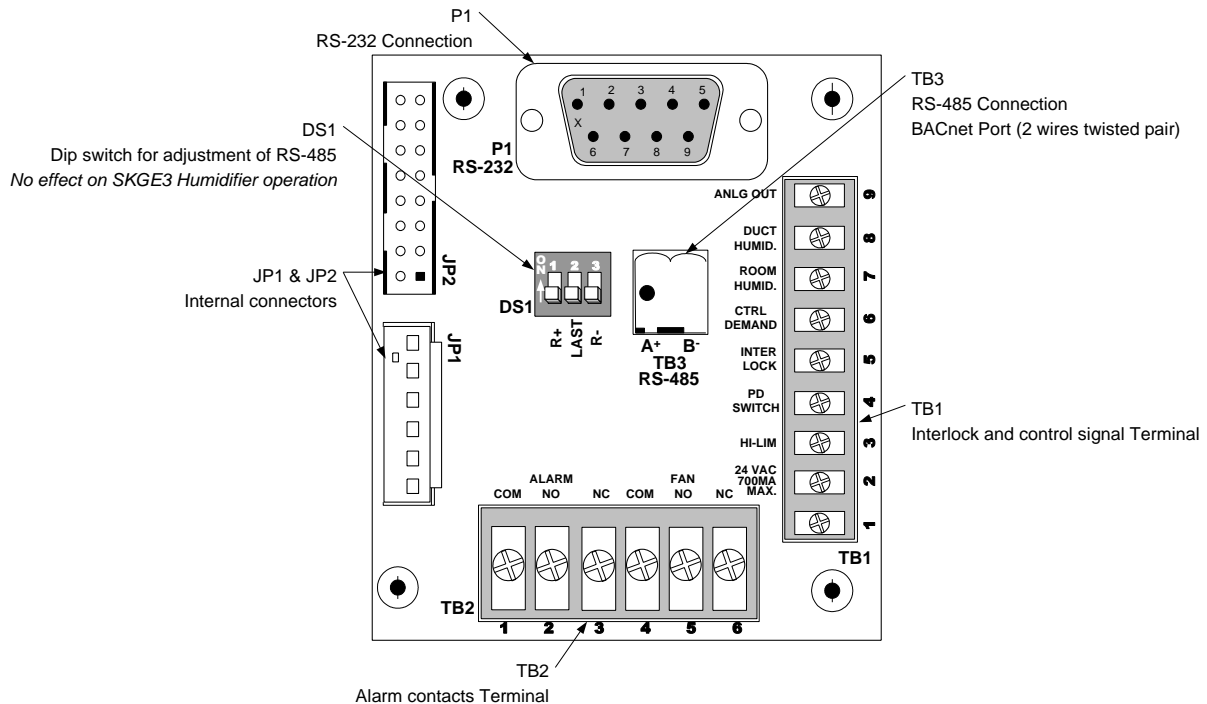 P1
RS-232 Connection
TB3
RS-485 Connection
BACnet Port (2 wires twisted pair)
DS1
Dip switch for adjustment of RS-485
No effect on SKGE3 Humidifier operation
JP1 & JP2
Internal connectors
1 2 3 4 5
X
6 7 8 9
P1
RS-232
JP2
JP1
ON
1 2 3
DS1
R+
LAST
R-
A+ B-
TB3
RS-485
ANLG OUT 9
DUCT
HUMID. 8
ROOM
HUMID. 7
CTRL
DEMAND 6
INTER
LOCK 5
PD
SWITCH 4
HI-LIM 3
24 VAC
700MA
MAX. 2
1
TB1
TB1
Interlock and control signal Terminal
ALARM FAN
COM NO NC COM NO NC
TB2
1 2 3 4 5 6
TB2
Alarm contacts Terminal